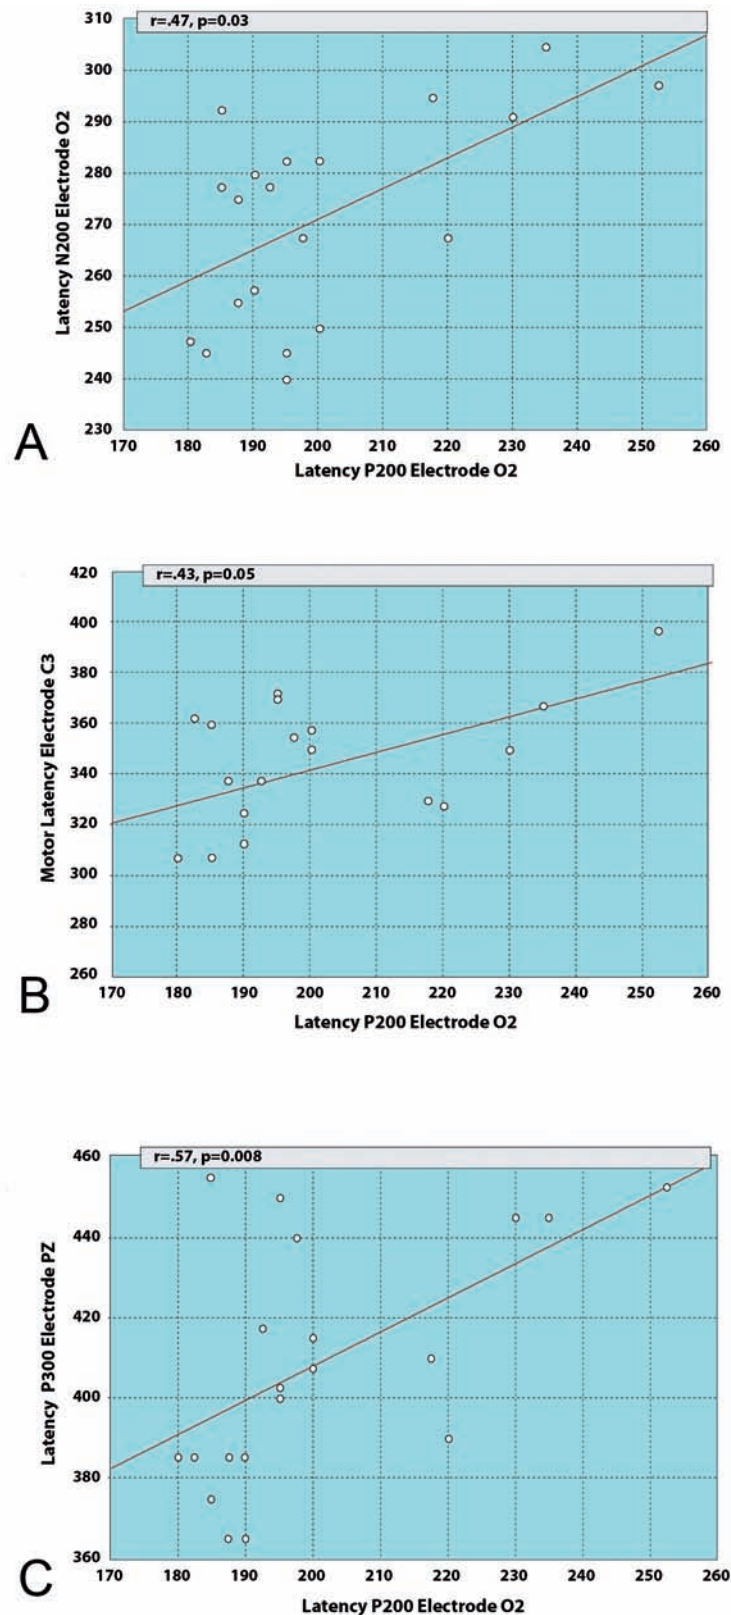 r=.47, p=0.03
310
300
290
280
270
260
250
240
230
Latency N200 Electrode O2
170 180 190 200 210 220 230 240 250 260
Latency P200 Electrode O2
A
r=.43, p=0.05
420
400
380
360
340
320
300
280
260
Motor Latency Electrode C3
170 180 190 200 210 220 230 240 250 260
Latency P200 Electrode O2
B
r=.57, p=0.008
460
440
420
400
380
360
Latency P300 Electrode PZ
170 180 190 200 210 220 230 240 250 260
Latency P200 Electrode O2
C